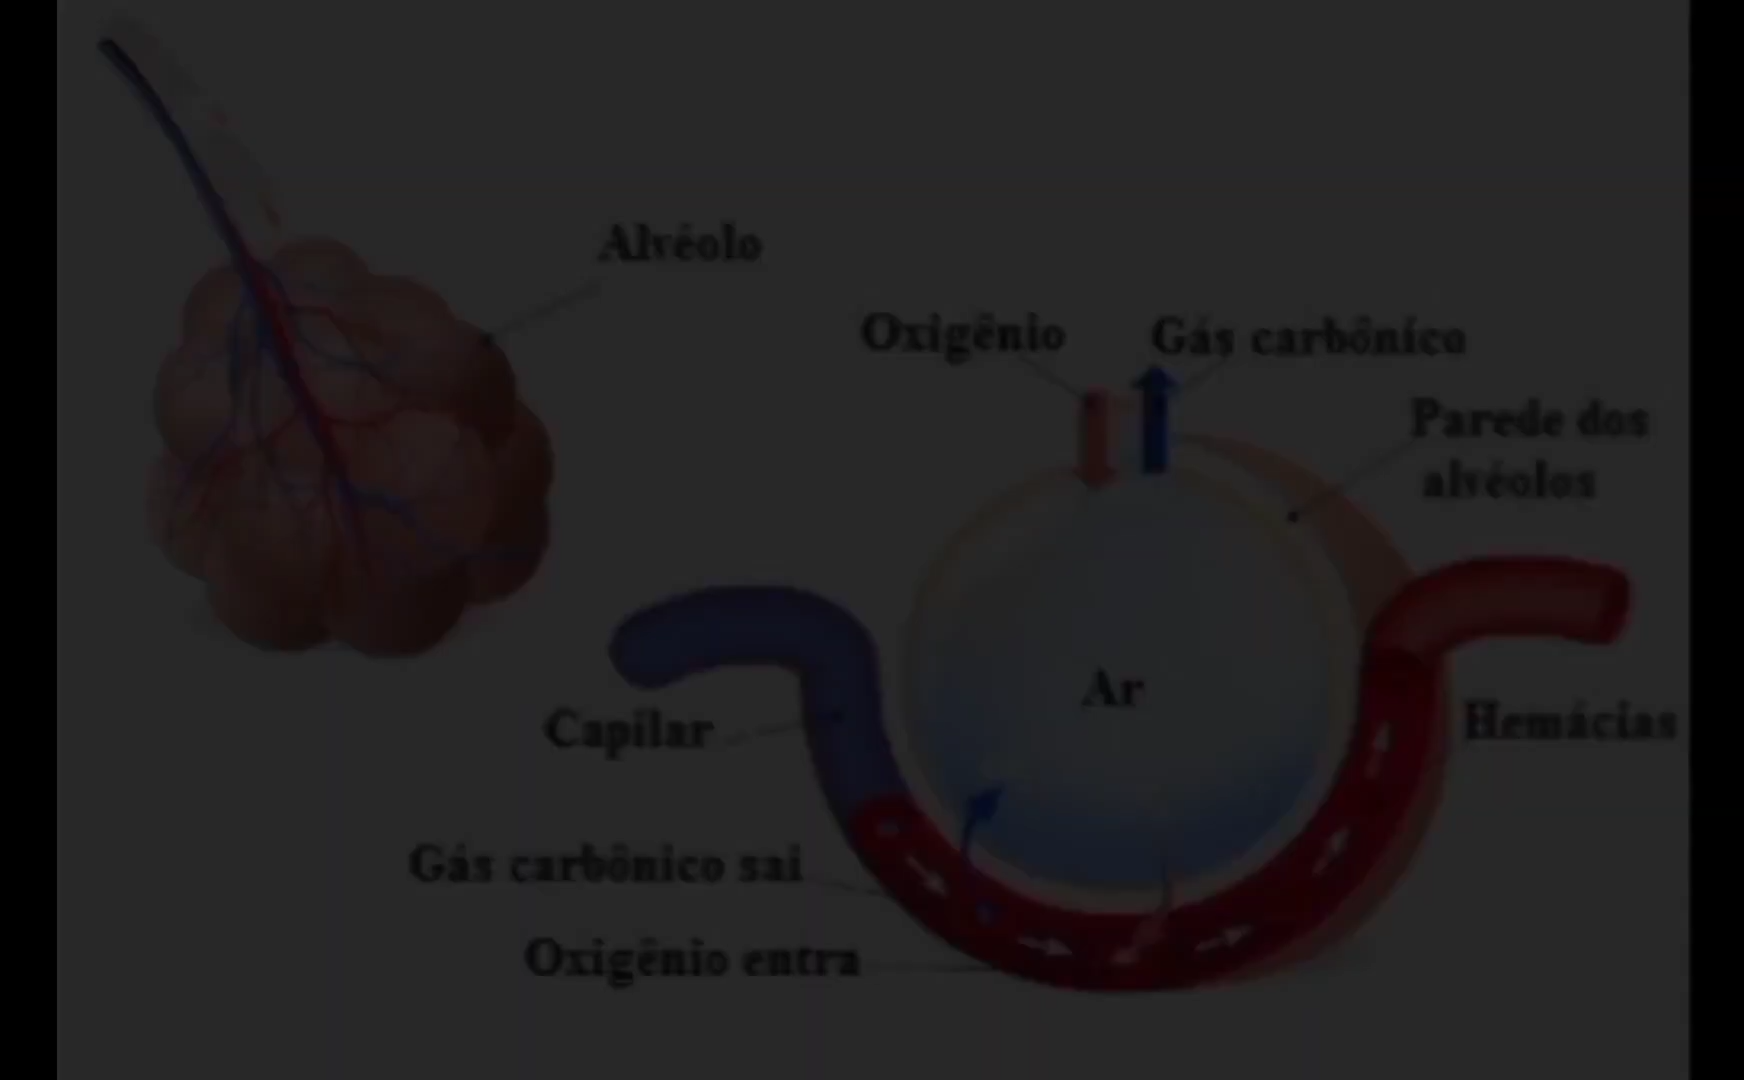 Alvéolo
Oxigênio
Gás carbônico
Parede dos
alvéolos
Ar
Capilar
Hemácias
Gás carbônico sai
Oxigênio entra